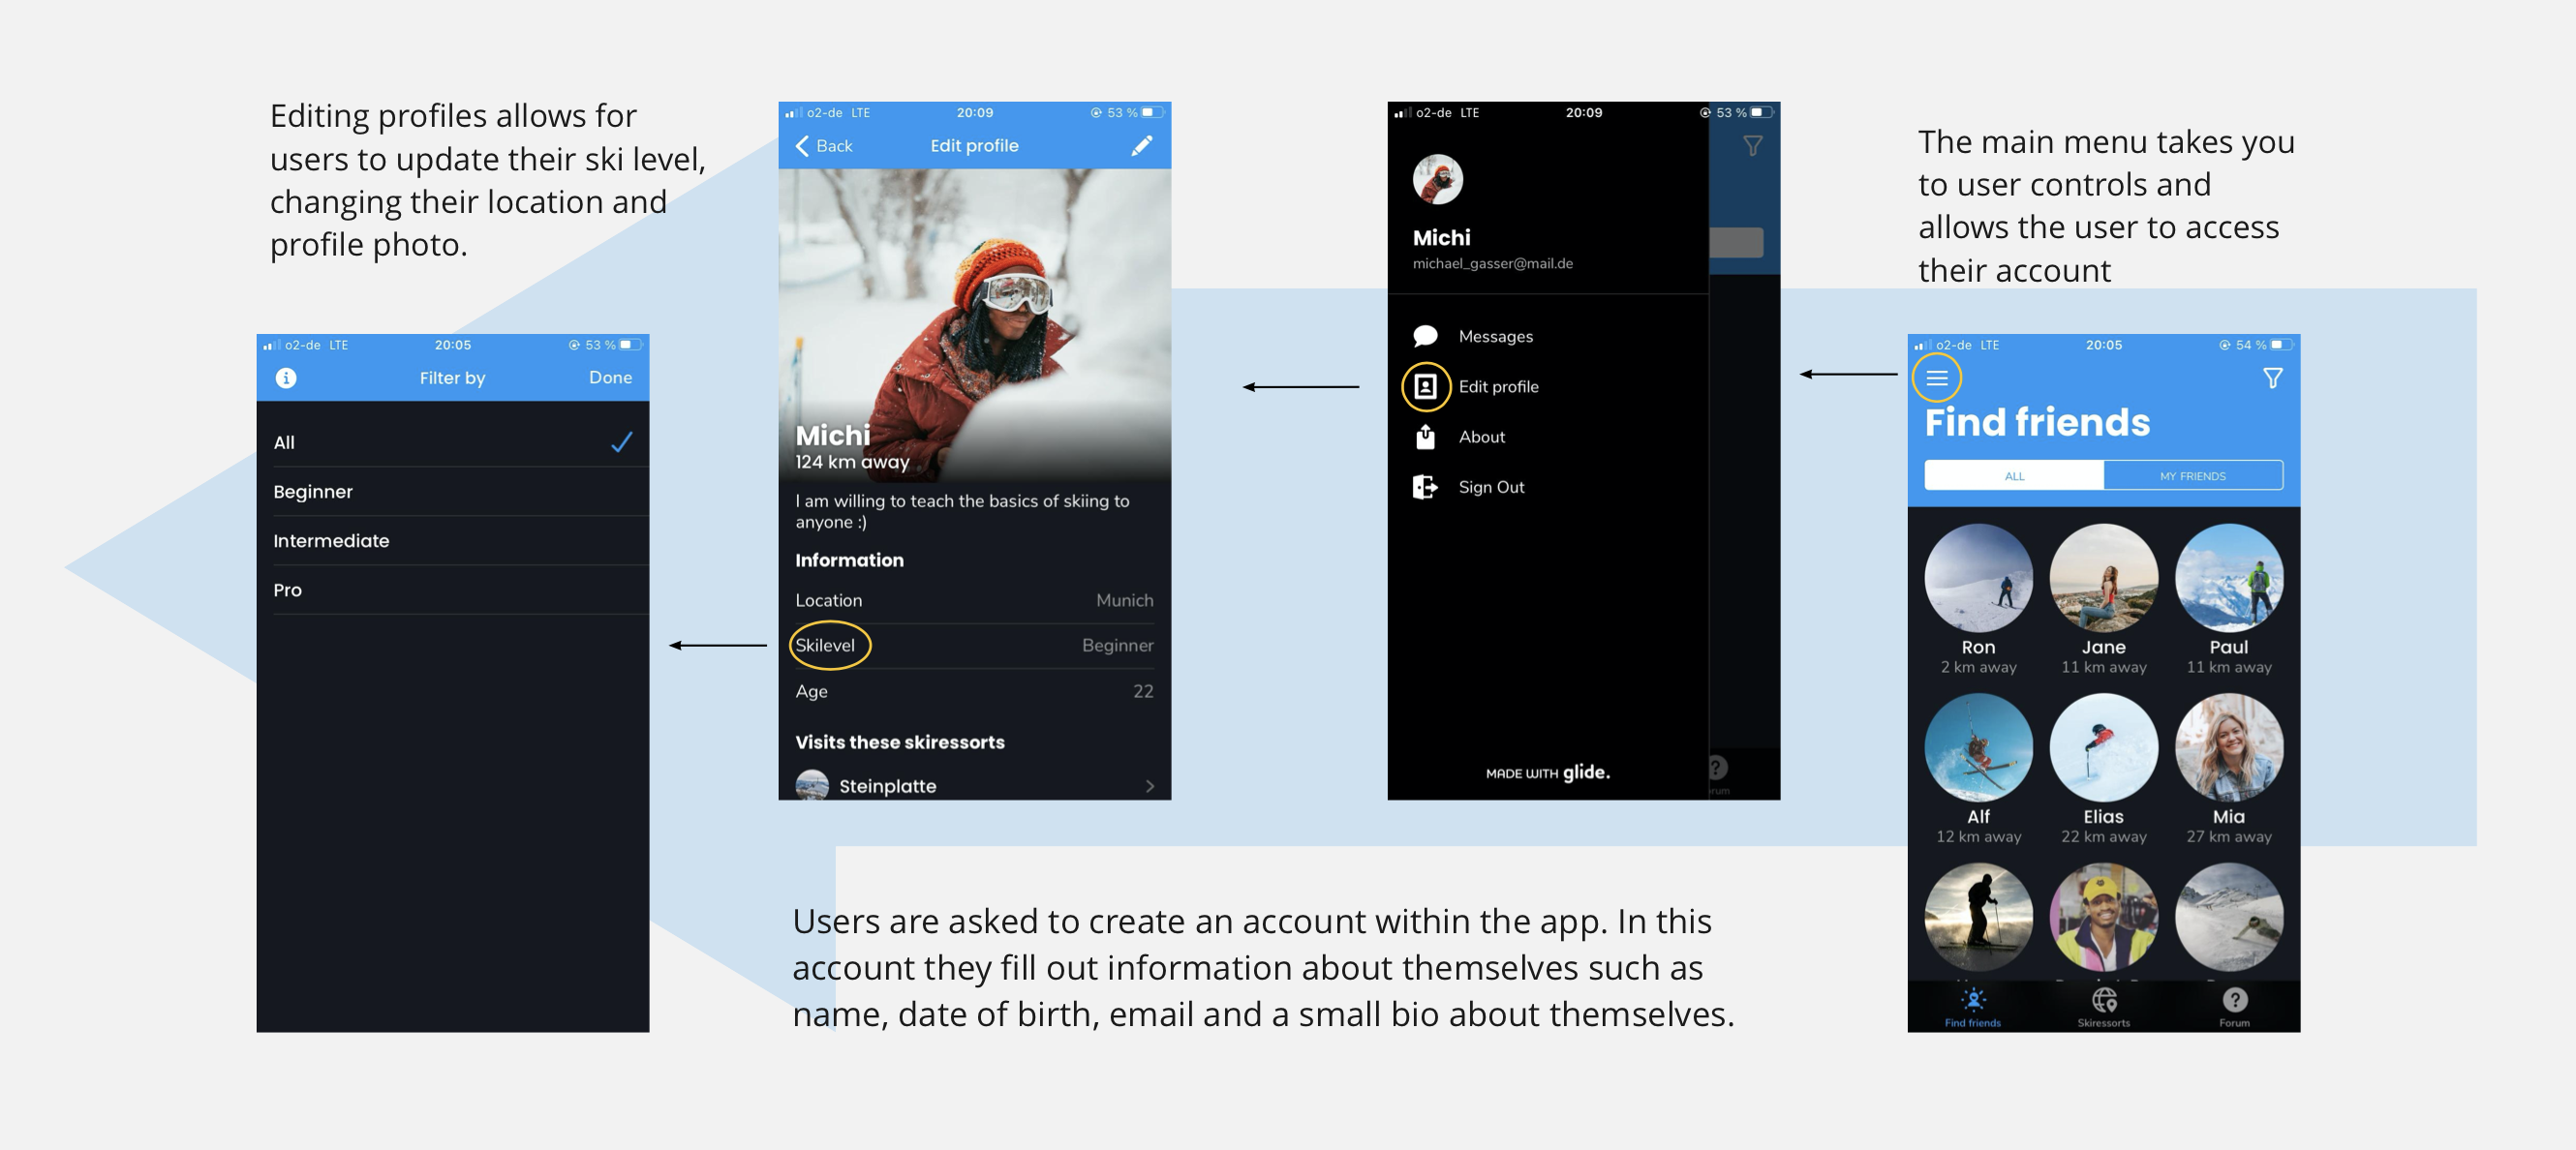 Editing profiles allows for
users to update their ski level,
changing their location and
profile photo.
o2-de LTE 20:05 53 %
Filter by Done
All
Beginner
Intermediate
Pro
o2-de LTE 20:09 53 %
Back Edit profile
Michi
124 km away
I am willing to teach the basics of skiing to
anyone :)
Information
Location Munich
Skilevel Beginner
Age 22
Visits these skiressorts
Steinplatte
Users are asked to create an account within the app. In this
account they fill out information about themselves such as
name, date of birth, email and a small bio about themselves.
o2-de LTE 20:09 53 %
Michi
michael_gasser@mail.de
Messages
Edit profile
About
Sign Out
MADE WITH glide.
The main menu takes you
to user controls and
allows the user to access
their account
o2-de LTE 20:05 54 %
Find friends
ALL MY FRIENDS
Ron Jane Paul
2 km away 11 km away 11 km away
Alf Elias Mia
12 km away 22 km away 27 km away
Find friends Skiressorts Forum